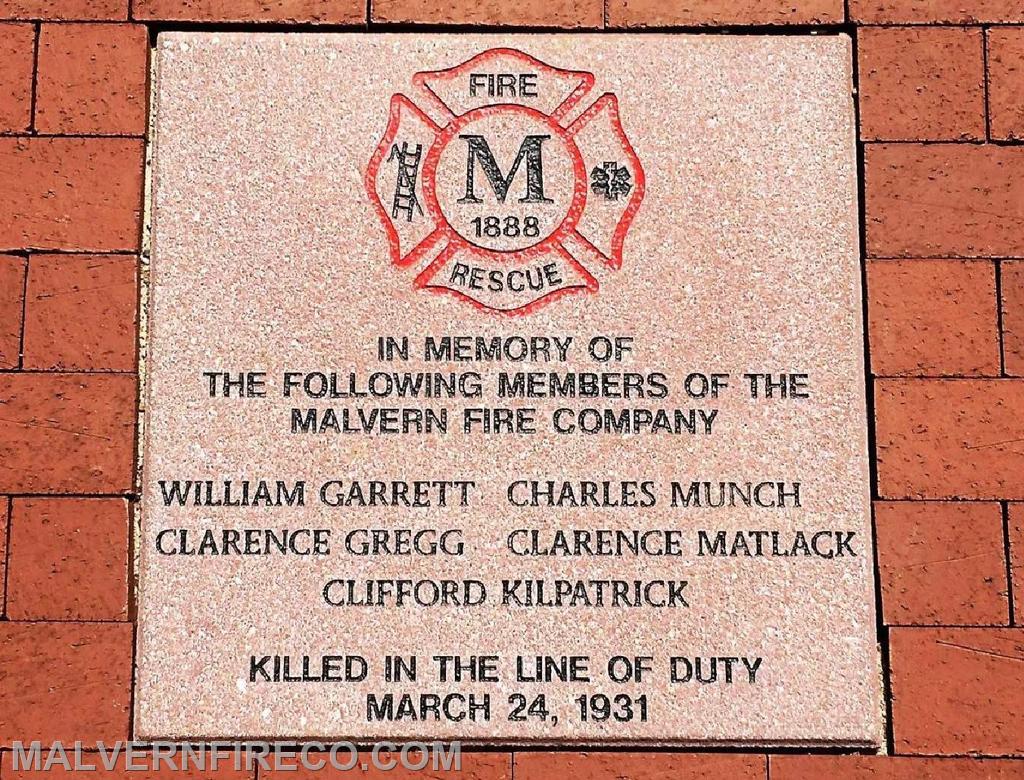 FIRE
M
1888
RESCUE
IN MEMORY OF
THE FOLLOWING MEMBERS OF THE
MALVERN FIRE COMPANY
WILLIAM GARRETT CHARLES MUNCH
CLARENCE GREGG CLARENCE MATLACK
CLIFFORD KILPATRICK
KILLED IN THE LINE OF DUTY
MARCH 24, 1931
MALVERNFIRECO.COM